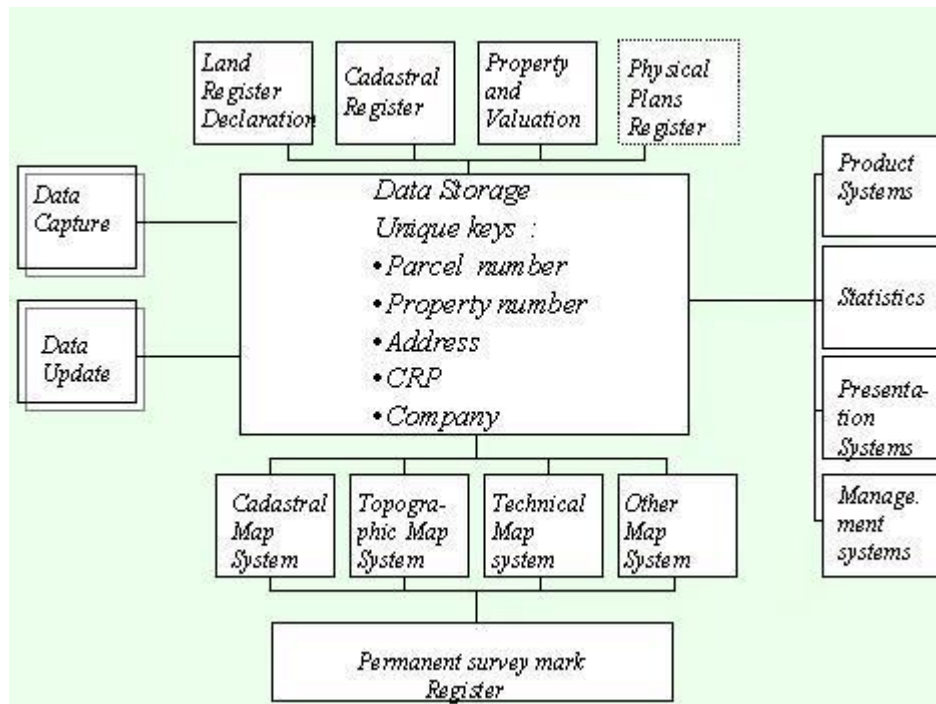 Land
Register
Declaration
Cadastral
Register
Property
and
Valuation
Physical
Plans
Register
Data
Capture
Data
Update
Data Storage
Unique keys :
•Parcel number
•Property number
•Address
•CRP
•Company
Product
Systems
Statistics
Presenta-
tion
Systems
Manage.
ment
systems
Cadastral
Map
System
Topogra-
phic Map
System
Technical
Map
system
Other
Map
System
Permanent survey mark
Register